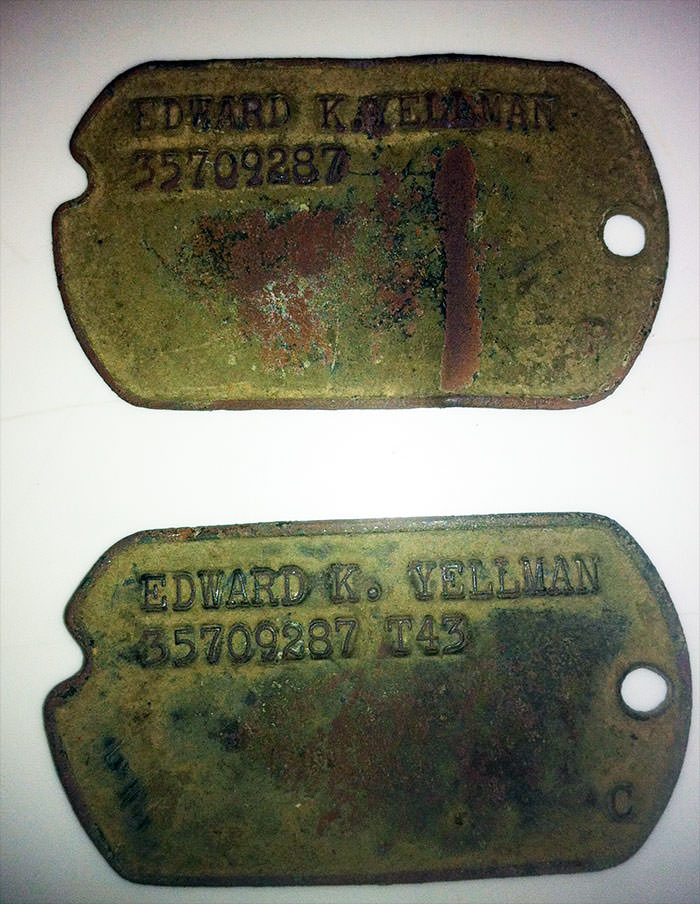 EDWARD K. YELLMAN
35709287
EDWARD K. YELLMAN
35709287 T43
C